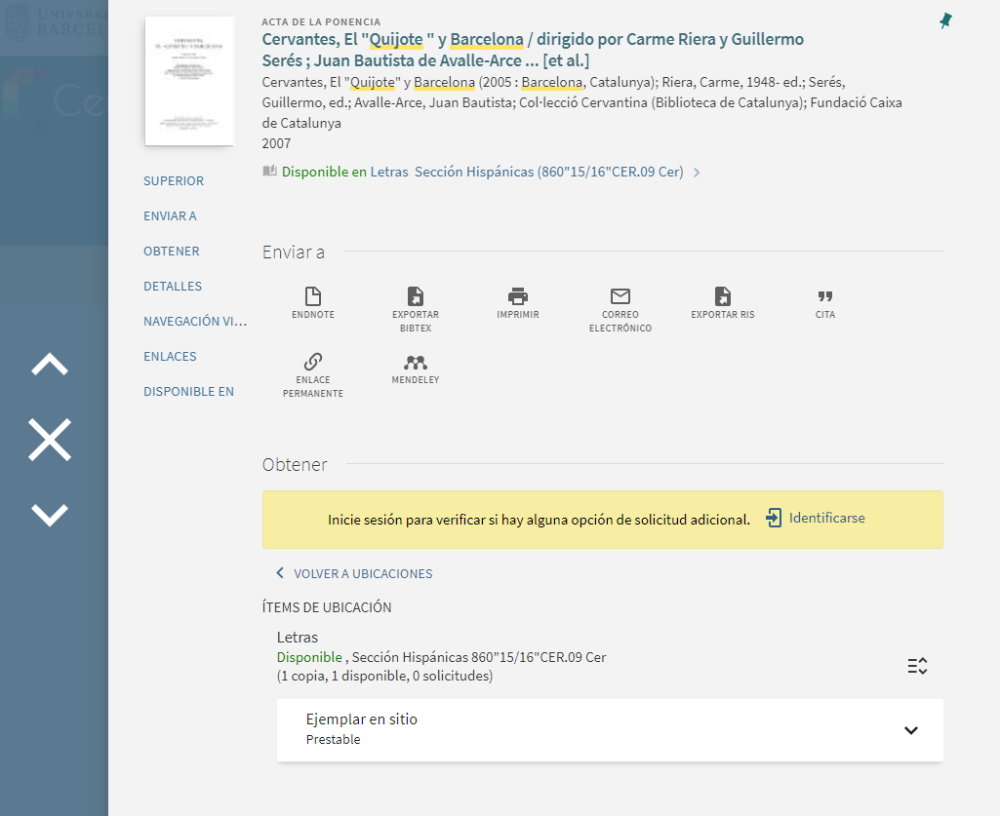 UNIVERSI
BARCEL
Ce
ACTA DE LA PONENCIA
Cervantes, El "Quijote " y Barcelona / dirigido por Carme Riera y Guillermo
Serés ; Juan Bautista de Avalle-Arce ... [et al.]
Cervantes, El "Quijote" y Barcelona (2005 : Barcelona, Catalunya); Riera, Carme, 1948- ed.; Serés,
Guillermo, ed.; Avalle-Arce, Juan Bautista; Col·lecció Cervantina (Biblioteca de Catalunya); Fundació Caixa
de Catalunya
2007
Disponible en Letras Sección Hispánicas (860"15/16"CER.09 Cer)
SUPERIOR
ENVIAR A
OBTENER
DETALLES
NAVEGACIÓN VI...
ENLACES
DISPONIBLE EN
Enviar a
ENDNOTE
EXPORTAR
BIBTEX
IMPRIMIR
CORREO
ELECTRÓNICO
EXPORTAR RIS
CITA
ENLACE
PERMANENTE
MENDELEY
Obtener
Inicie sesión para verificar si hay alguna opción de solicitud adicional. Identificarse
VOLVER A UBICACIONES
ÍTEMS DE UBICACIÓN
Letras
Disponible , Sección Hispánicas 860"15/16"CER.09 Cer
(1 copia, 1 disponible, 0 solicitudes)
Ejemplar en sitio
Prestable